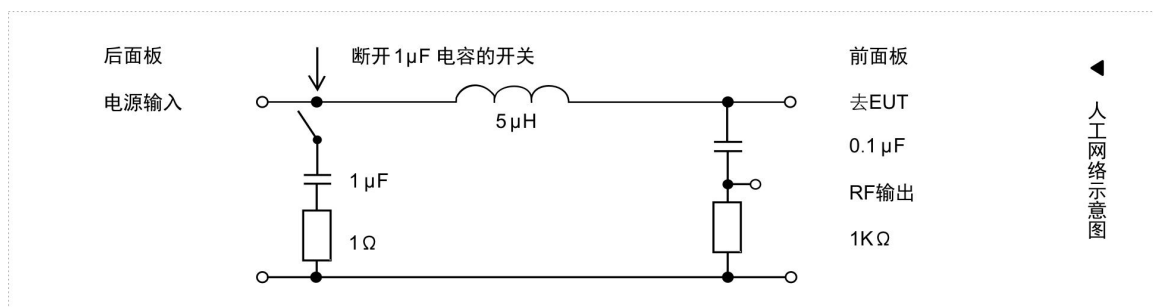 后面板
断开1μF 电容的开关
前面板
电源输入
5μH
去EUT
0.1μF
1μF
RF输出
1Ω
1KΩ
人工网络示意图